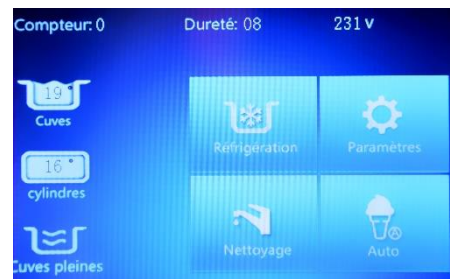 Compteur: 0 Dureté: 08 231 v
19 °
Cuves
Réfrigération Paramètres
16 °
cylindres
Nettoyage Auto
Cuves pleines